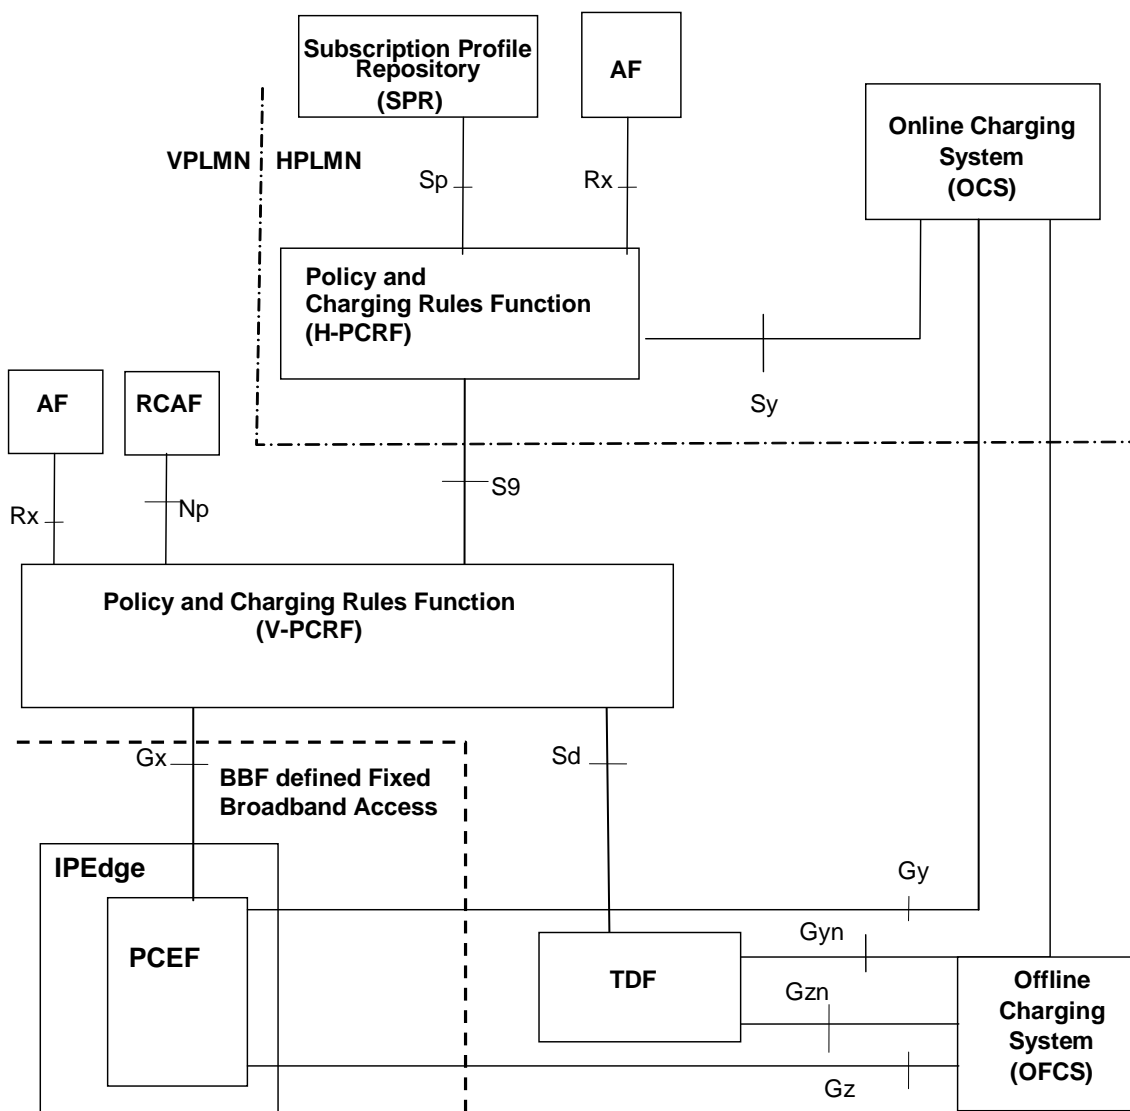 Subscription Profile
Repository
(SPR)
AF
Online Charging
System
(OCS)
VPLMN
HPLMN
Sp
Rx
Policy and
Charging Rules Function
(H-PCRF)
Sy
AF
RCAF
Rx
Np
S9
Policy and Charging Rules Function
(V-PCRF)
Gx
Sd
BBF defined Fixed
Broadband Access
IPEdge
PCEF
Gy
Gyn
TDF
Gzn
Gz
Offline
Charging
System
(OFCS)